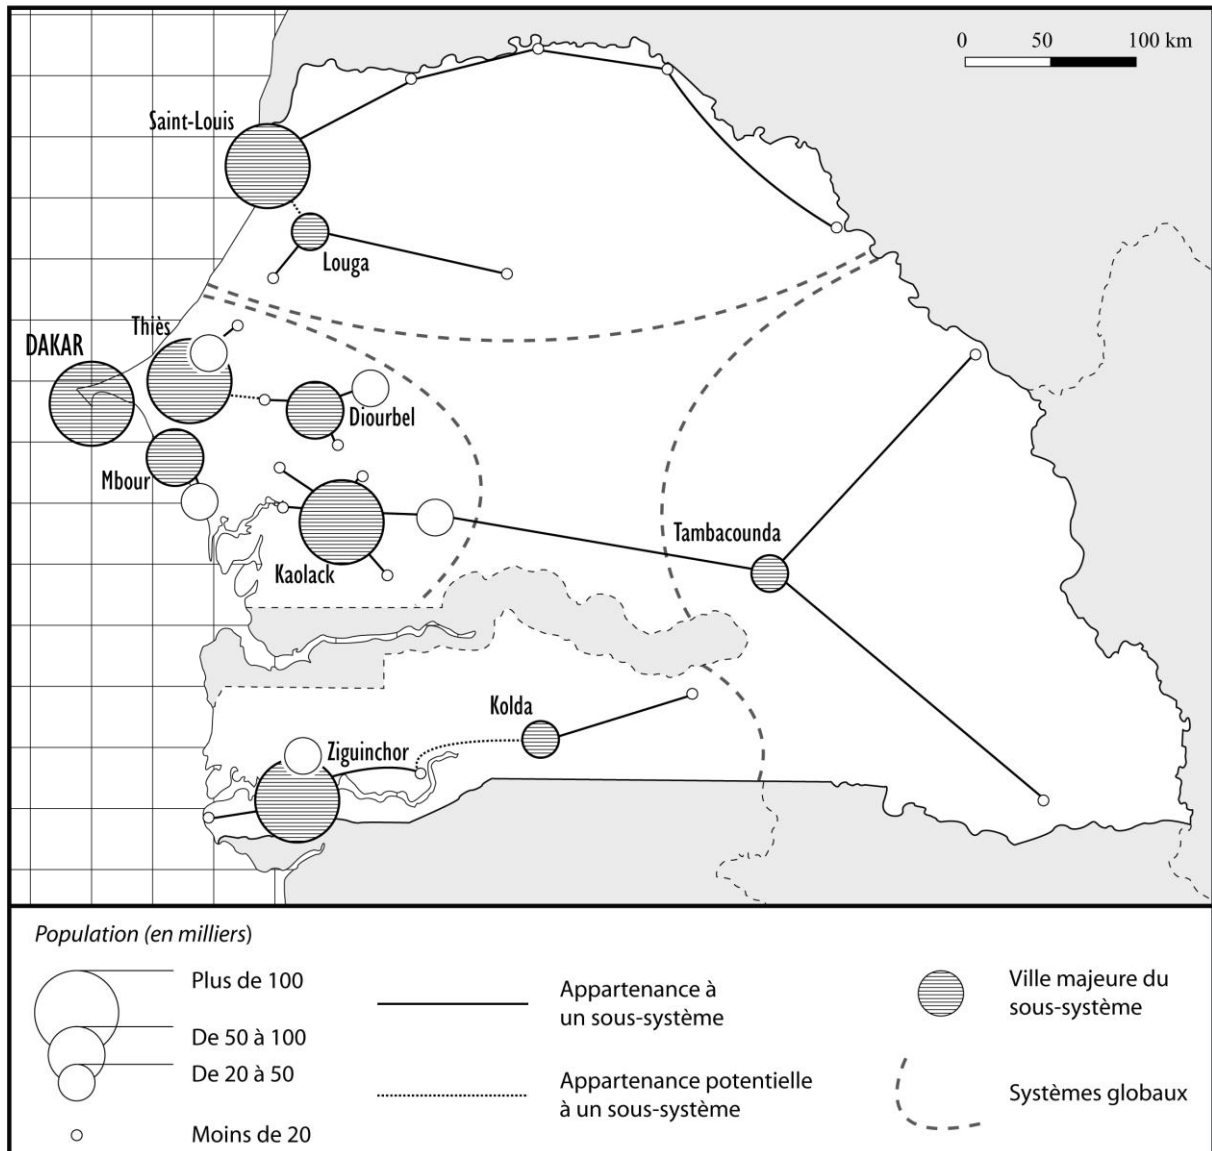 0 50 100 km
Saint-Louis
Louga
Thiès
DAKAR
Diourbel
Mbour
Tambacounda
Kaolack
Kolda
Ziguinchor
Population (en milliers)
Plus de 100
De 50 à 100
De 20 à 50
Moins de 20
Appartenance à
un sous-système
Appartenance potentielle
à un sous-système
Ville majeure du
sous-système
Systèmes globaux